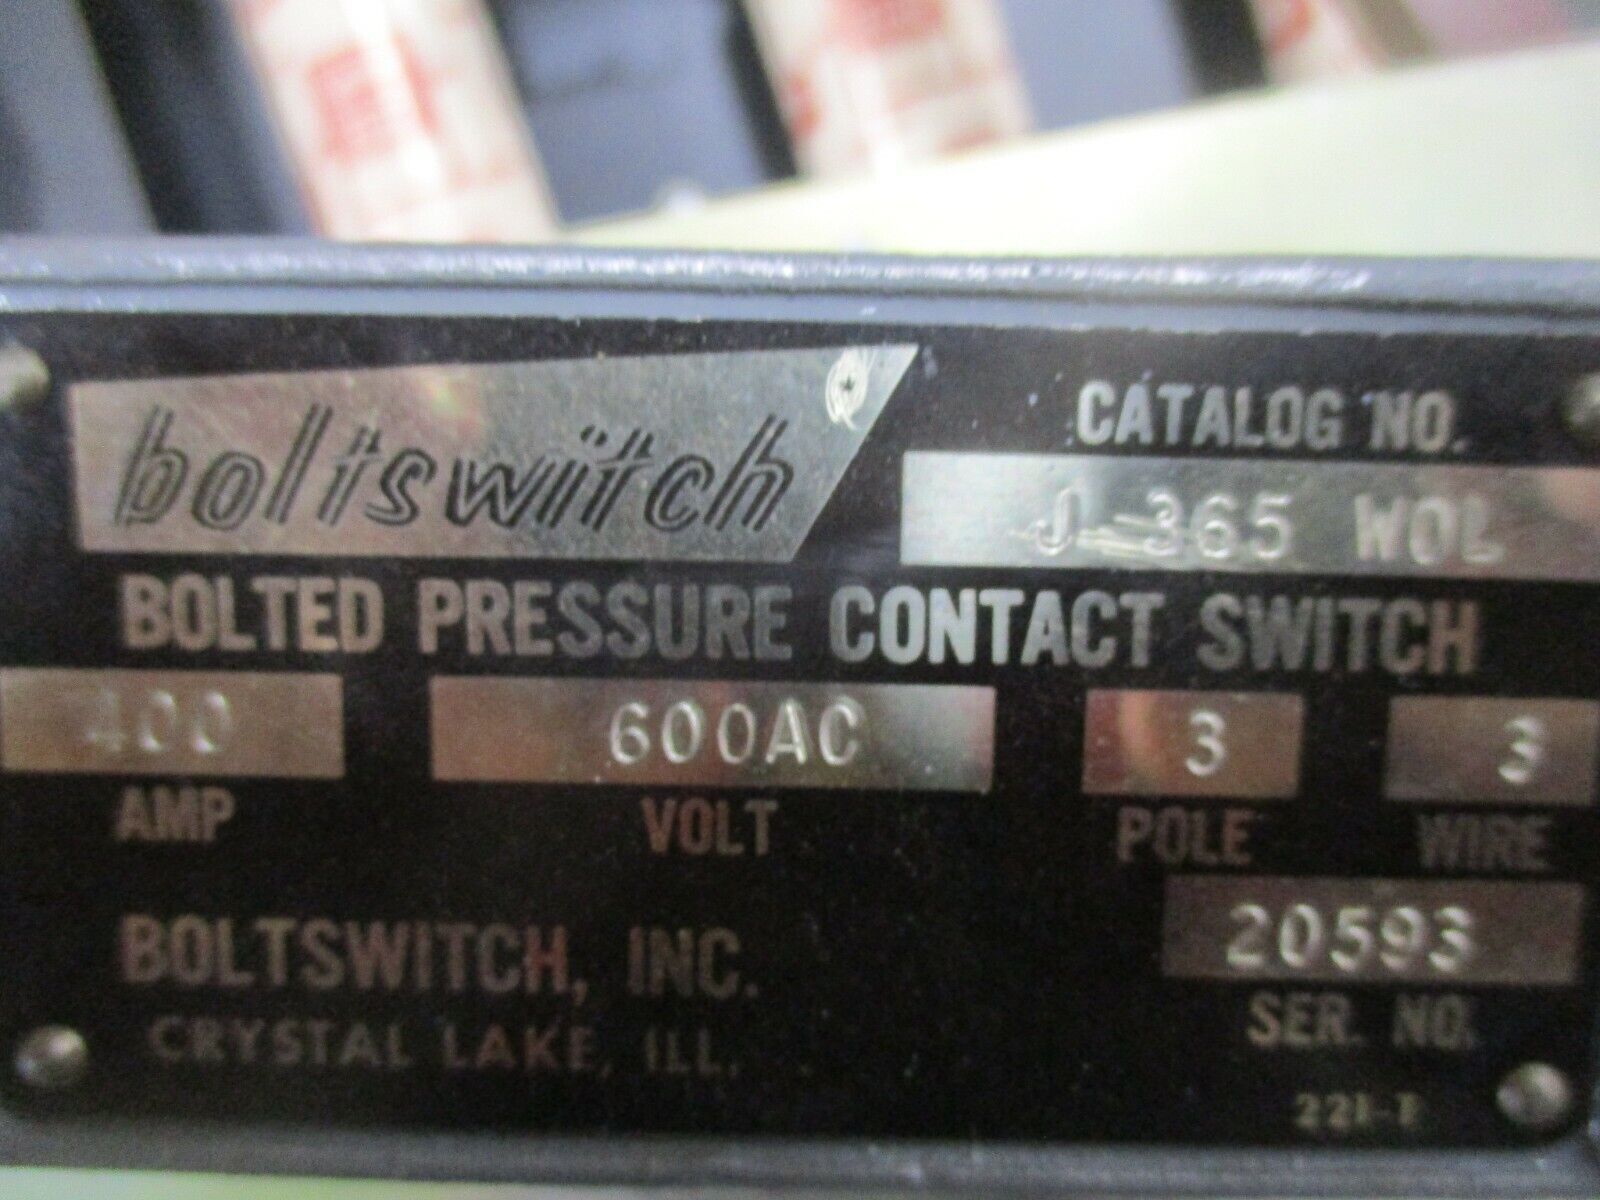 boltswitch
CATALOG NO.
J 365 WOL
BOLTED PRESSURE CONTACT SWITCH
400 600AC 3 3
AMP VOLT POLE WIRE
BOLTSWITCH, INC.
20593
CRYSTAL LAKE, ILL.
SER. NO.